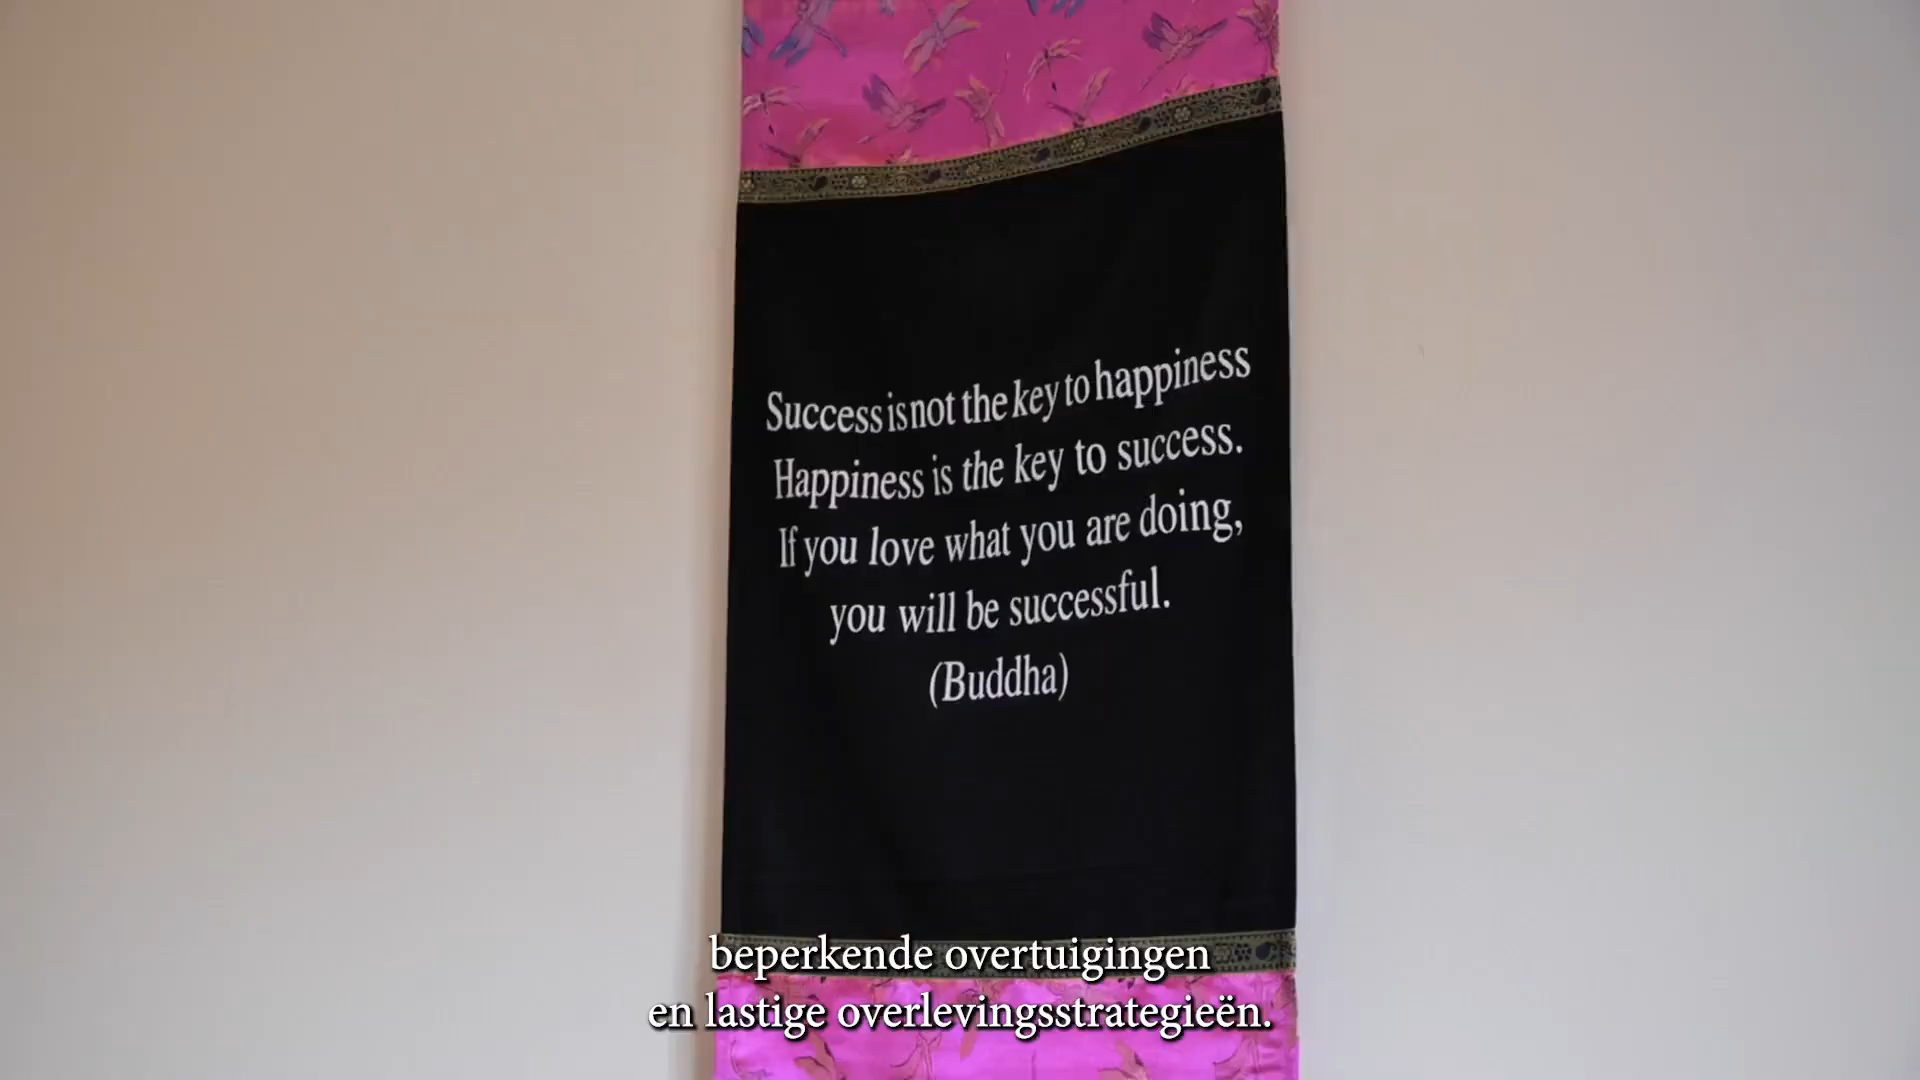 Success is not the key to happiness
Happiness is the key to success.
If you love what you are doing,
you will be successful.
(Buddha)
beperkende overtuigingen
en lastige overlevingsstrategieën.